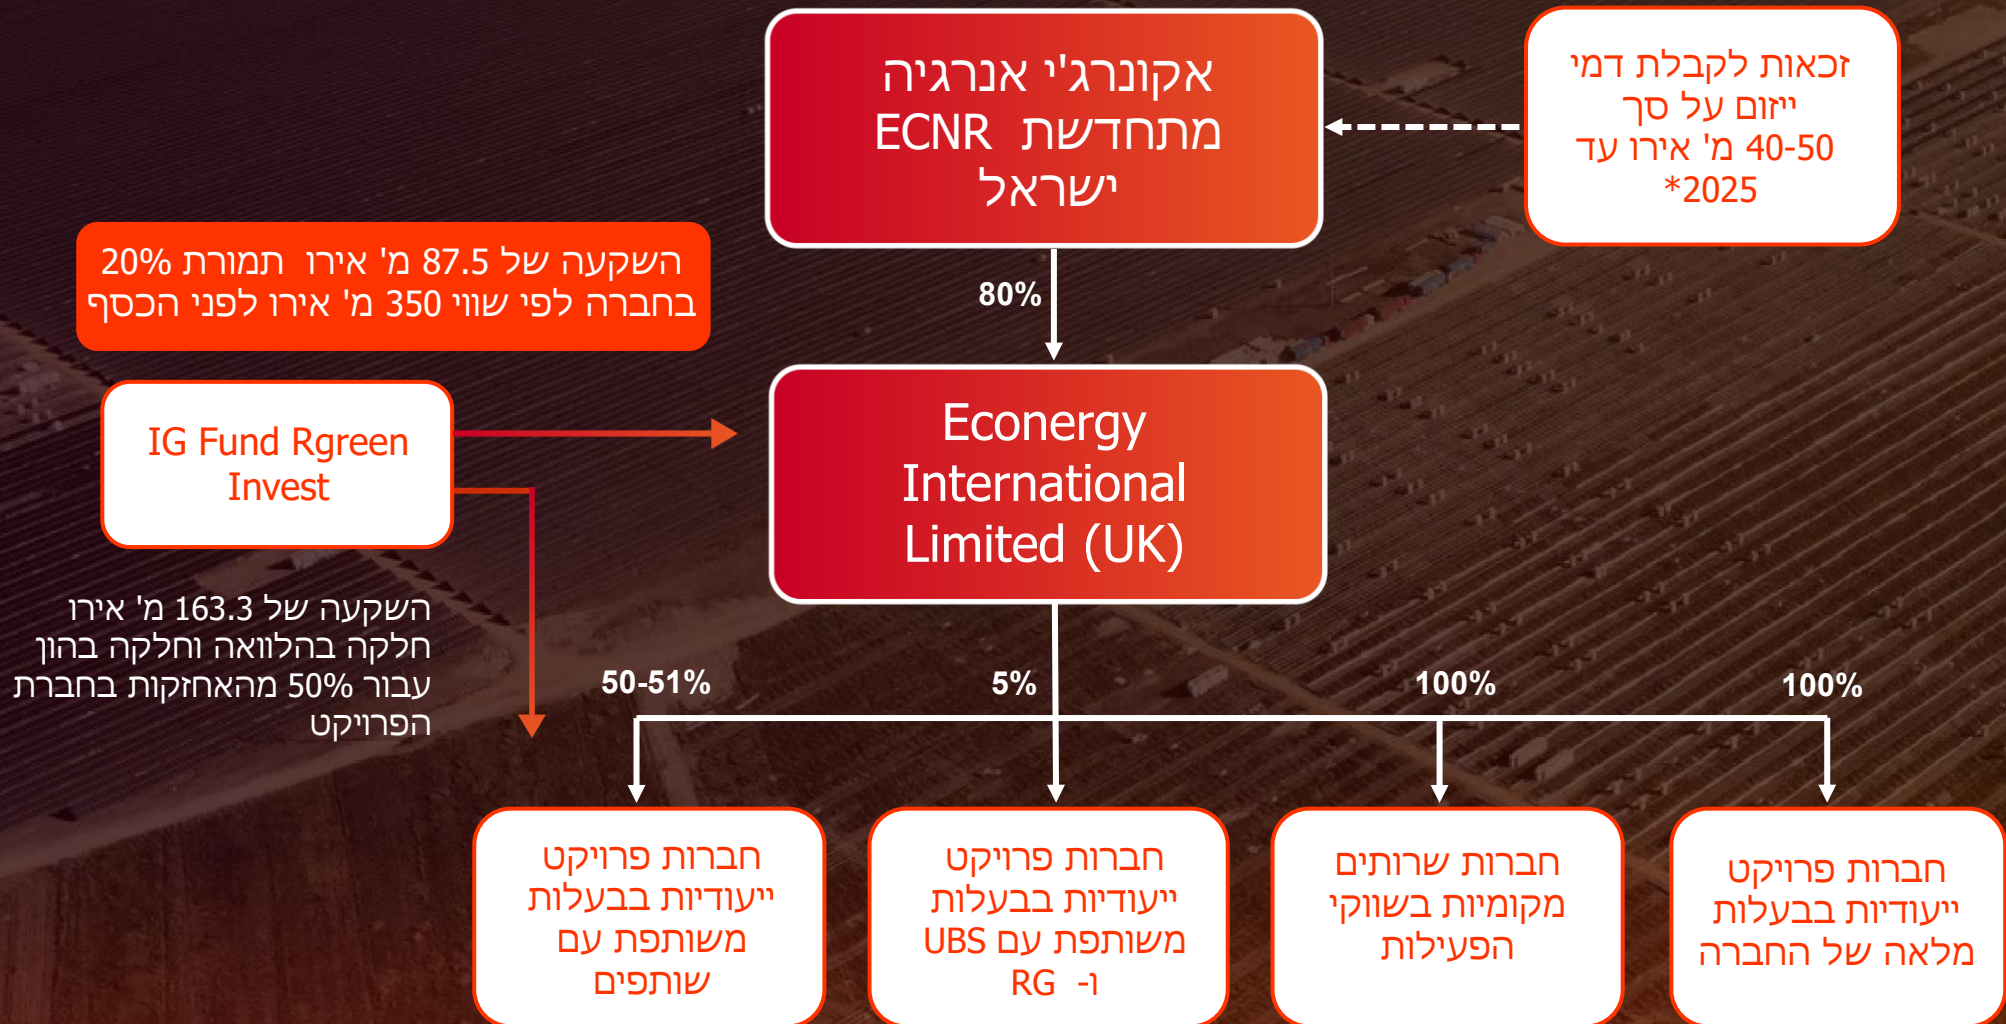 אקונרג'י אנרגיה
מתחדשת ECNR
ישראל
זכאות לקבלת דמי
ייזום על סך
40-50 מ' אירו עד
2025*
השקעה של 87.5 מ' אירו תמורת 20%
בחברה לפי שווי 350 מ' אירו לפני הכסף
80%
IG Fund Rgreen
Invest
Econergy
International
Limited (UK)
השקעה של 163.3 מ' אירו
חלקה בהלוואה וחלקה בהון
עבור 50% מהאחזקות בחברת
הפרויקט
50-51%
5%
100%
100%
חברות פרויקט
ייעודיות בבעלות
משותפת עם
שותפים
חברות פרויקט
ייעודיות בבעלות
משותפת עם UBS
ו- RG
חברות שרותים
מקומיות בשווקי
הפעילות
חברות פרויקט
ייעודיות בבעלות
מלאה של החברה